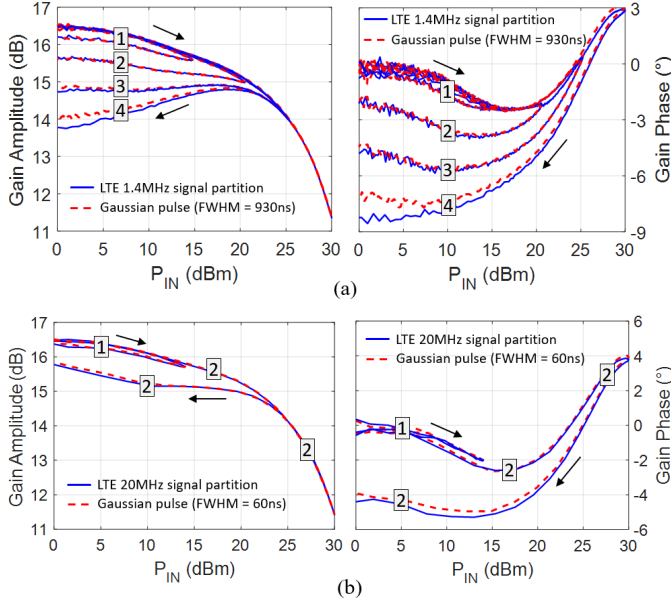 (a)
17
16
15
14
13
12
11
Gain Amplitude (dB)
1
2
3
4
LTE 1.4MHz signal partition
Gaussian pulse (FWHM = 930ns)
0 5 10 15 20 25 30
P_IN (dBm)
LTE 1.4MHz signal partition
Gaussian pulse (FWHM = 930ns)
3
0
-3
-6
-9
Gain Phase (°)
1
2
3
4
0 5 10 15 20 25 30
P_IN (dBm)
(a)
17
16
15
14
13
12
11
Gain Amplitude (dB)
1
2
2
2
LTE 20MHz signal partition
Gaussian pulse (FWHM = 60ns)
0 5 10 15 20 25 30
P_IN (dBm)
LTE 20MHz signal partition
Gaussian pulse (FWHM = 60ns)
6
4
2
0
-2
-4
-6
Gain Phase (°)
2
1
2
2
0 5 10 15 20 25 30
P_IN (dBm)
(b)